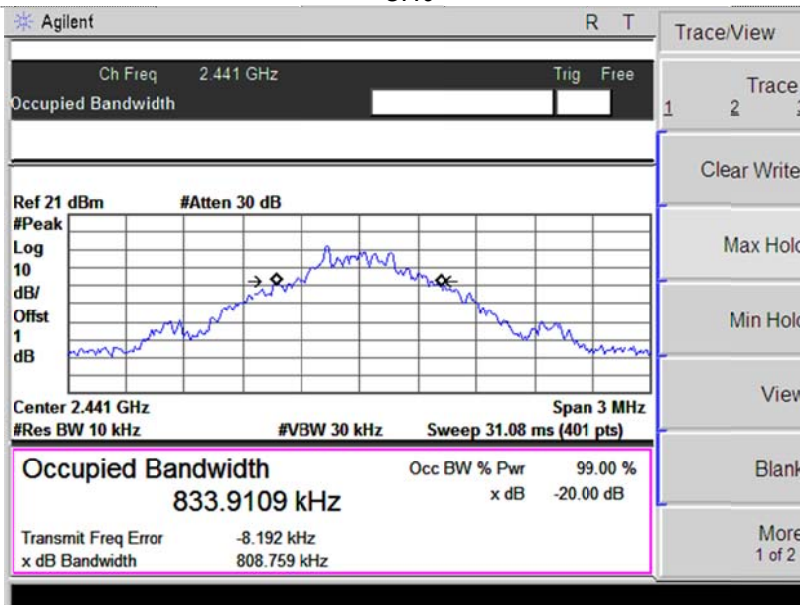 Agilent R T
Trace/View
Ch Freq 2.441 GHz Trig Free
Occupied Bandwidth
Trace
1 2
Clear Write
Ref 21 dBm #Atten 30 dB
#Peak
Log
10
dB/
Offst
1
dB
Max Hold
Min Hold
View
Center 2.441 GHz Span 3 MHz
#Res BW 10 kHz #VBW 30 kHz Sweep 31.08 ms (401 pts)
Occupied Bandwidth Occ BW % Pwr 99.00 %
833.9109 kHz x dB -20.00 dB
Blank
Transmit Freq Error -8.192 kHz
x dB Bandwidth 808.759 kHz
More
1 of 2